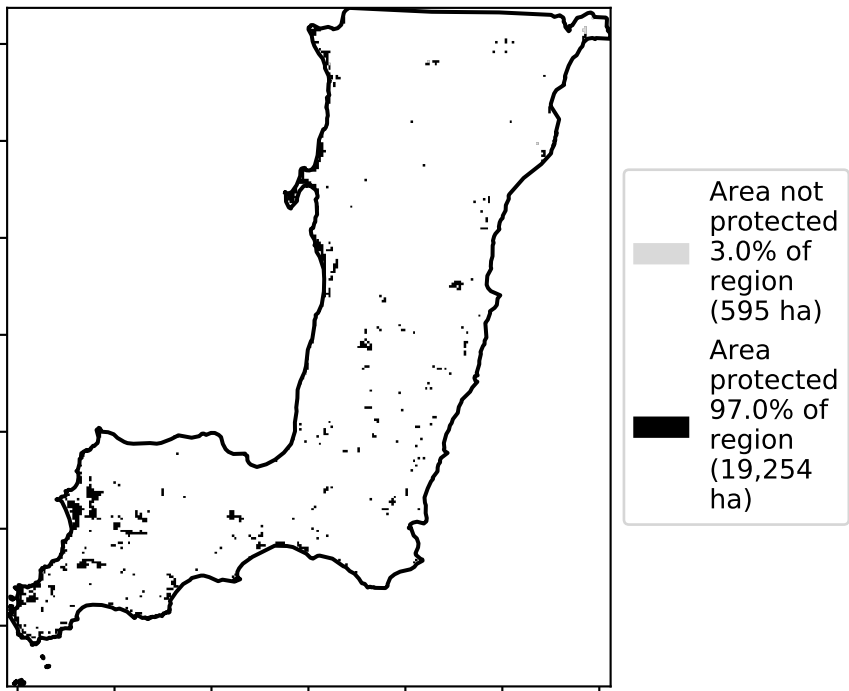 Area not
protected
3.0% of
region
(595 ha)
Area
protected
97.0% of
region
(19,254
ha)